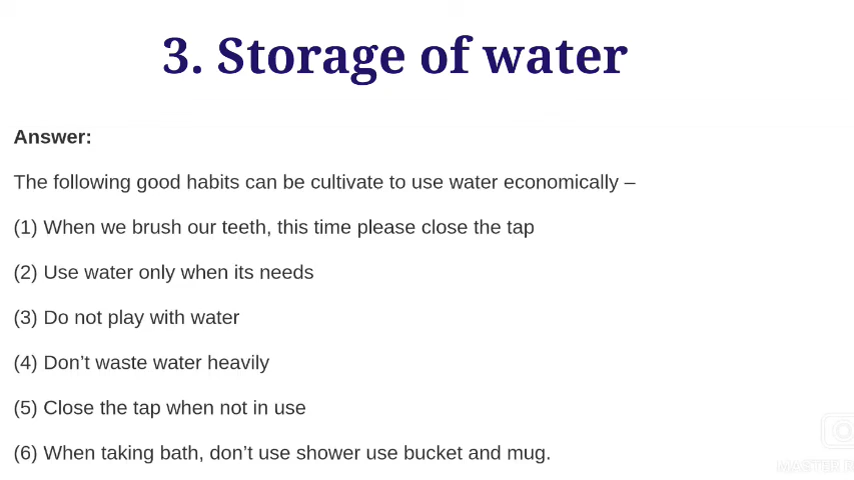 3. Storage of water
Answer:
The following good habits can be cultivate to use water economically –
(1) When we brush our teeth, this time please close the tap
(2) Use water only when its needs
(3) Do not play with water
(4) Don’t waste water heavily
(5) Close the tap when not in use
(6) When taking bath, don’t use shower use bucket and mug.
MASTER